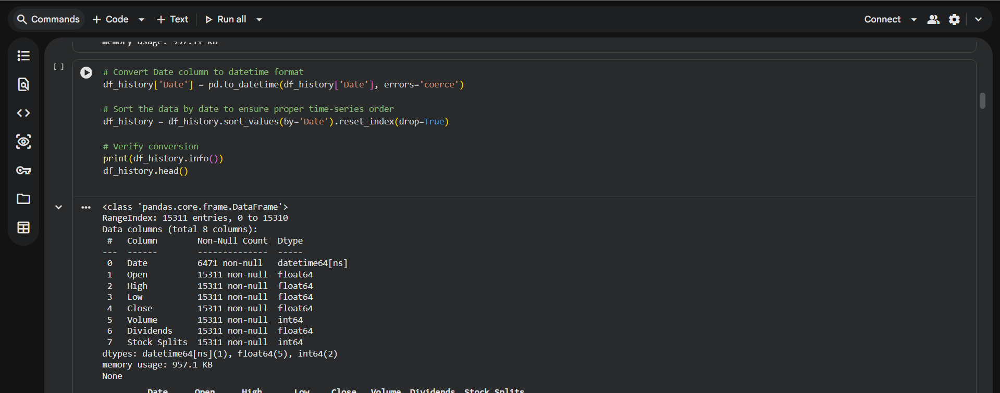 Commands + Code + Text Run all Connect
memory usage: 957.1+ KB
[ ]
# Convert Date column to datetime format
df_history['Date'] = pd.to_datetime(df_history['Date'], errors='coerce')
# Sort the data by date to ensure proper time-series order
df_history = df_history.sort_values(by='Date').reset_index(drop=True)
# Verify conversion
print(df_history.info())
df_history.head()
<class 'pandas.core.frame.DataFrame'>
RangeIndex: 15311 entries, 0 to 15310
Data columns (total 8 columns):
 #   Column        Non-Null Count  Dtype
---  ------        --------------  -----
 0   Date          6471 non-null   datetime64[ns]
 1   Open          15311 non-null  float64
 2   High          15311 non-null  float64
 3   Low           15311 non-null  float64
 4   Close         15311 non-null  float64
 5   Volume        15311 non-null  int64
 6   Dividends     15311 non-null  float64
 7   Stock Splits  15311 non-null  int64
dtypes: datetime64[ns](1), float64(5), int64(2)
memory usage: 957.1 KB
None
Date Open High Low Close Volume Dividends Stock Splits